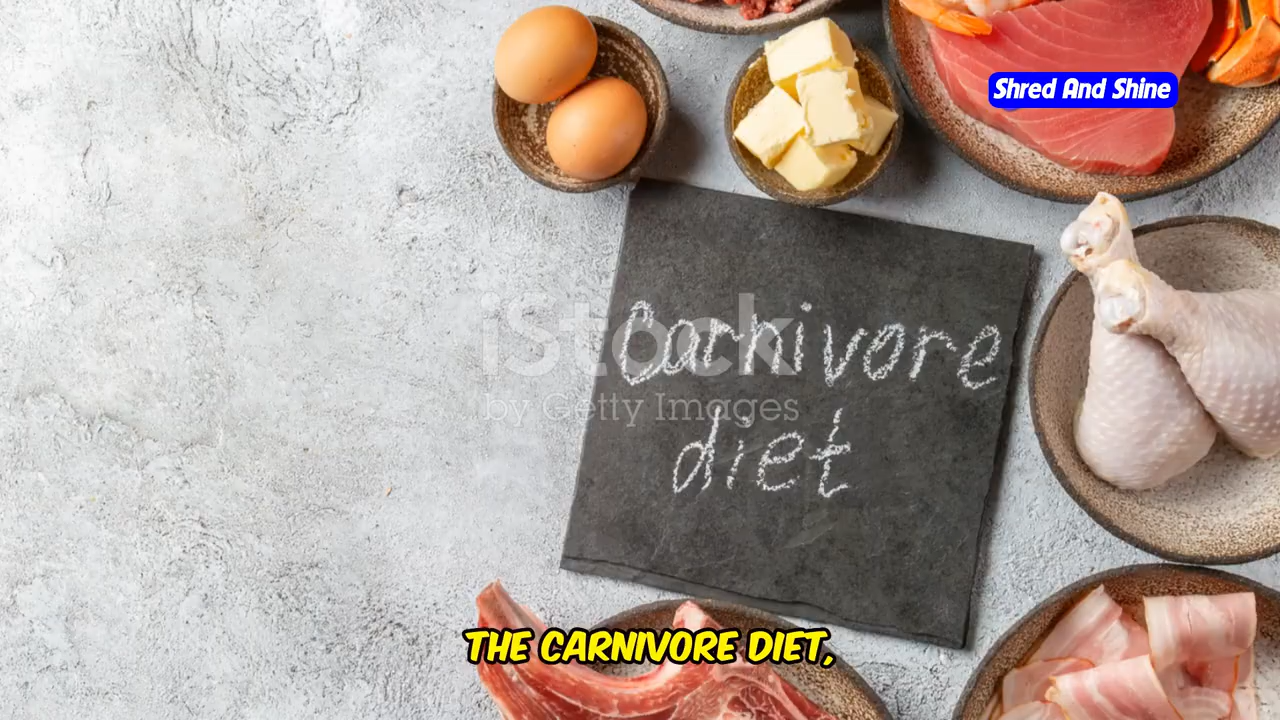 Shred And Shine
Carnivore
diet
iStock
by Getty Images
THE CARNIVORE DIET,